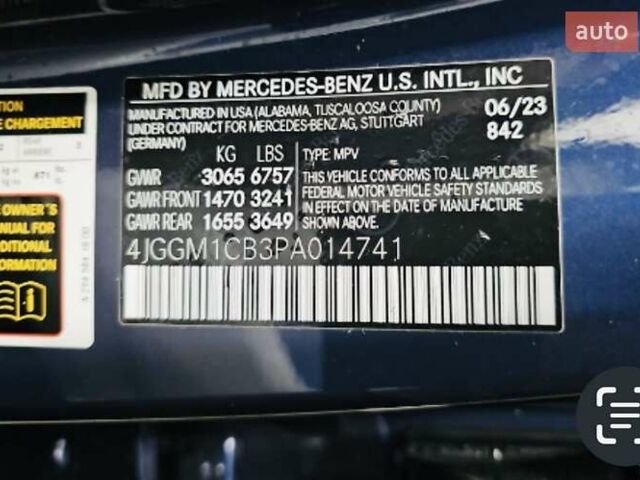 auto
MFD BY MERCEDES-BENZ U.S. INTL., INC
MANUFACTURED IN USA (ALABAMA, TUSCALOOSA COUNTY) 06/23
UNDER CONTRACT FOR MERCEDES-BENZ AG, STUTTGART 842
(GERMANY)
KG LBS TYPE: MPV
GVWR 3065 6757 THIS VEHICLE CONFORMS TO ALL APPLICABLE
GAWR FRONT 1470 3241 FEDERAL MOTOR VEHICLE SAFETY STANDARDS
GAWR REAR 1655 3649 IN EFFECT ON THE DATE OF MANUFACTURE SHOWN ABOVE.
4JGGM1CB3PA014741
TION
E CHARGEMENT
E OWNER'S
UAL FOR
DITIONAL
ORMATION